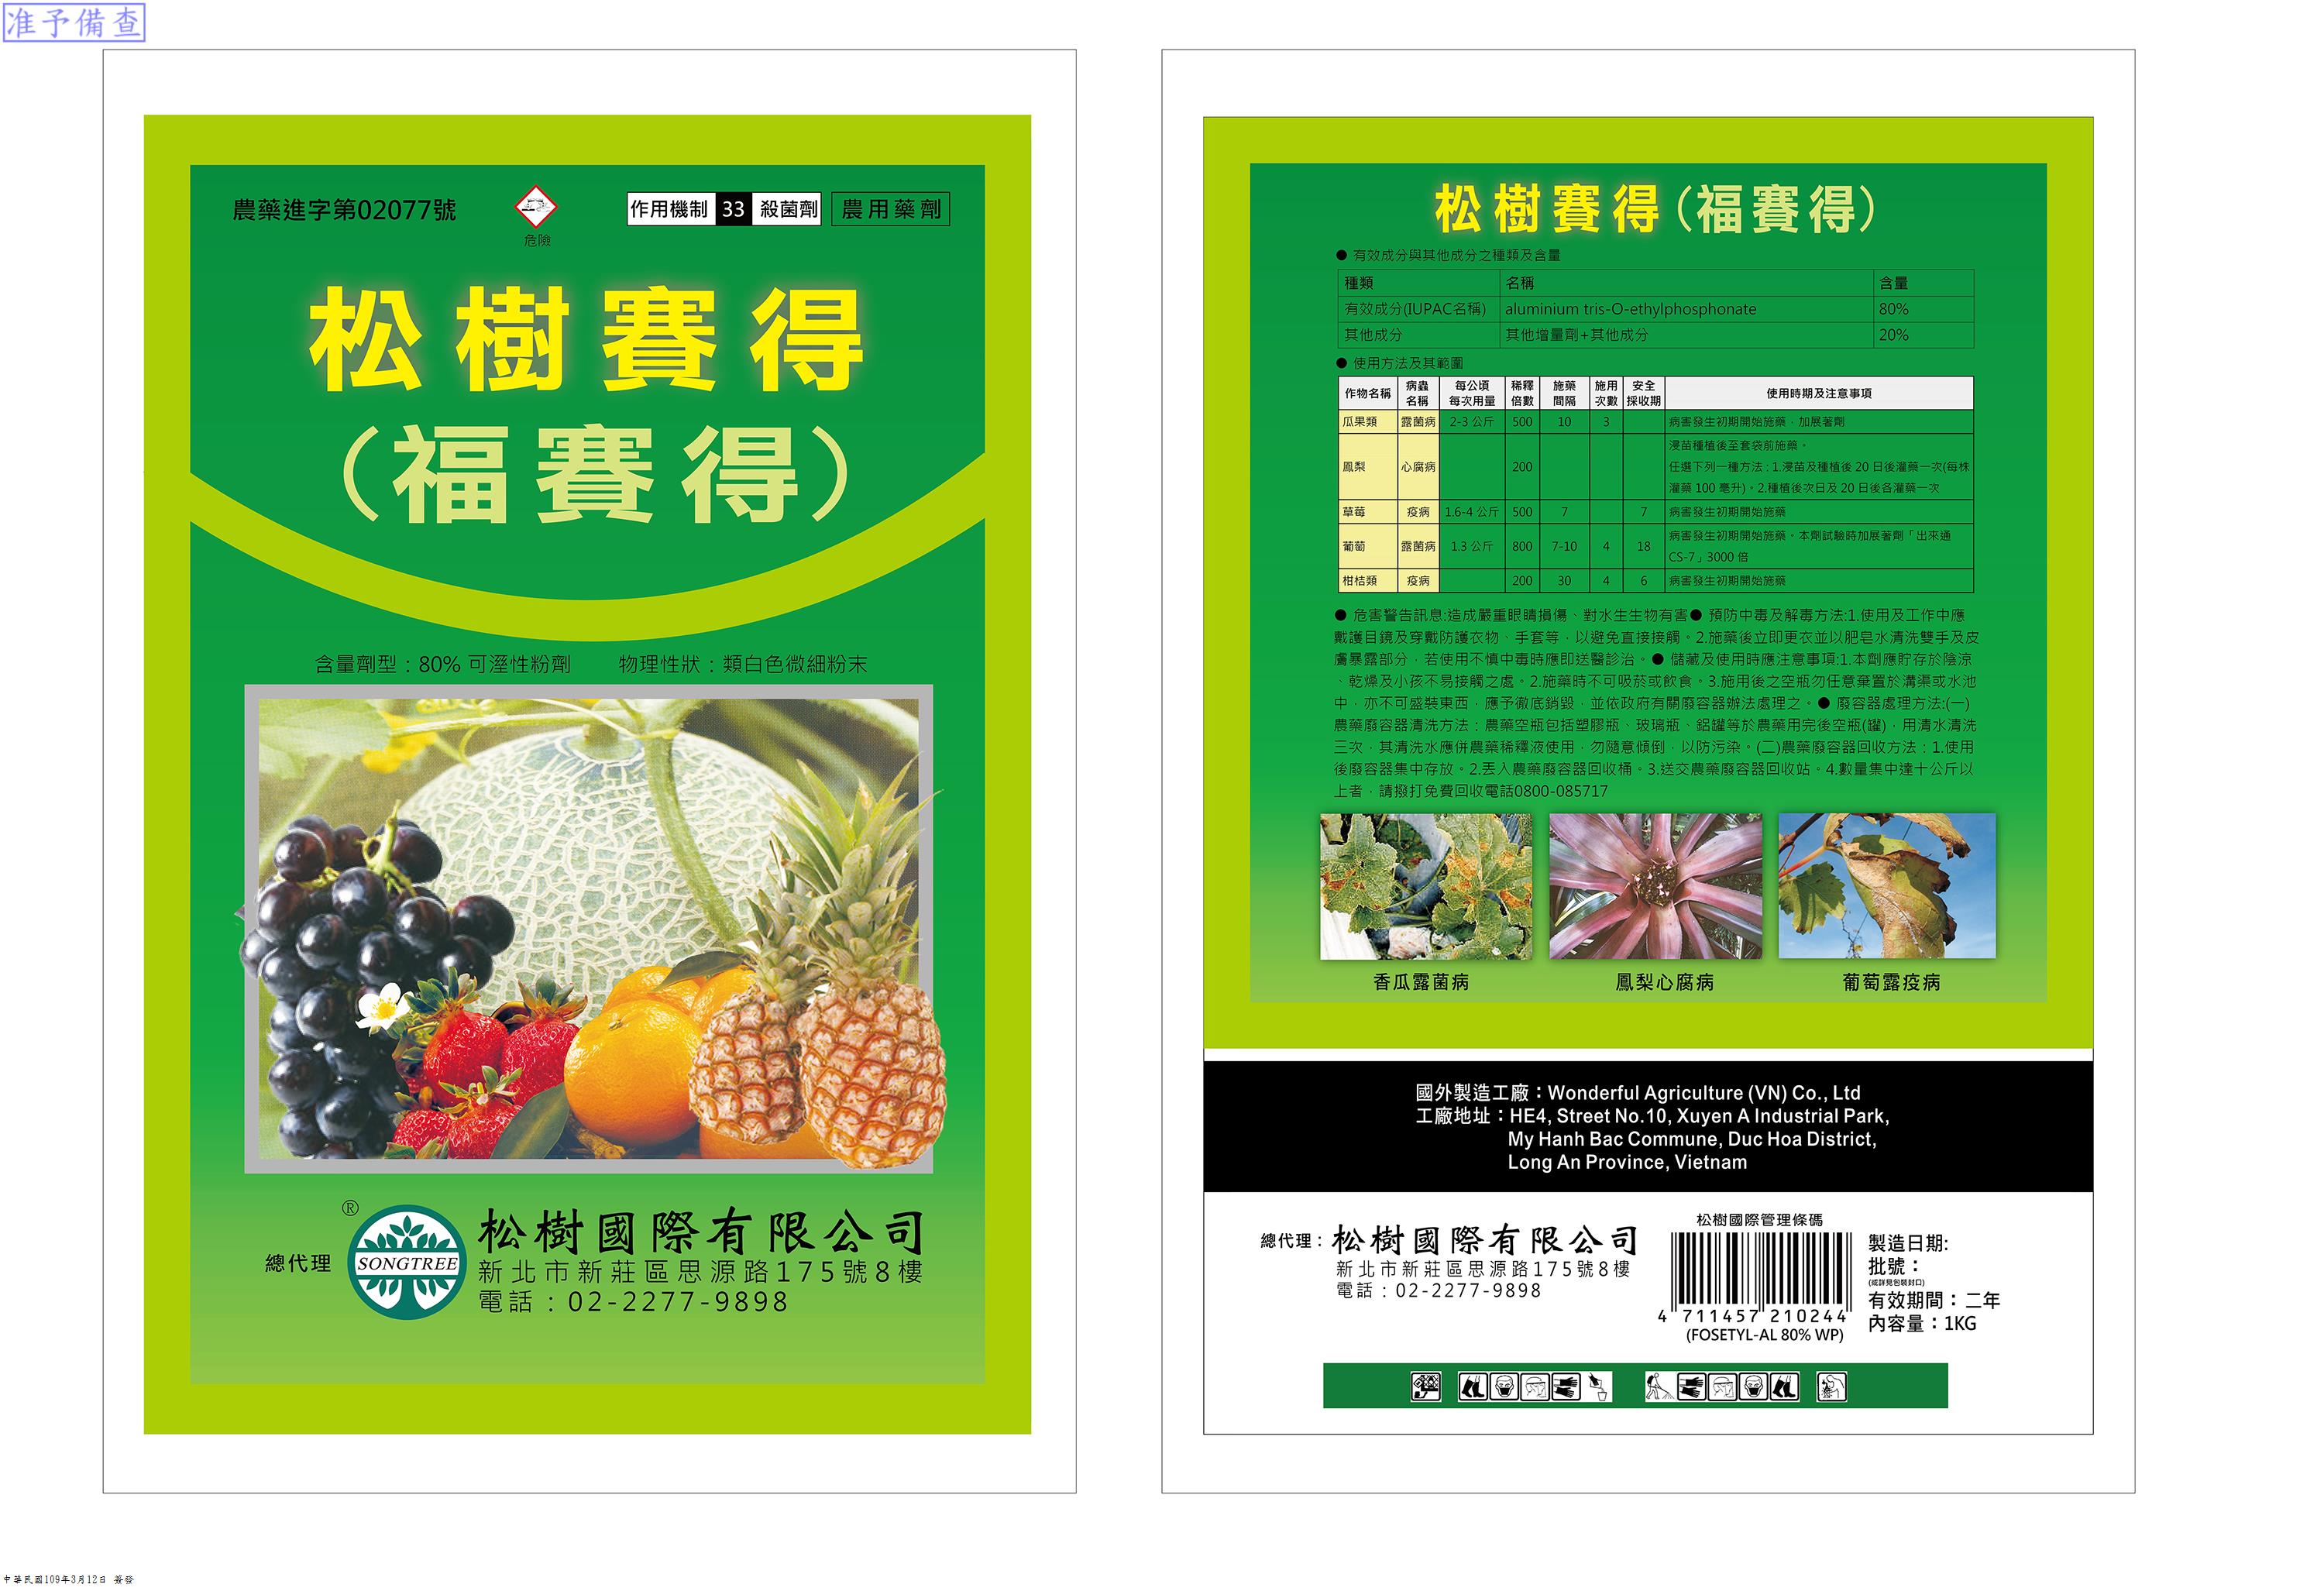 准予備查
農藥進字第02077號
危險
作用機制 33 殺菌劑 農用藥劑
松樹賽得
(福賽得)
含量劑型：80% 可溼性粉劑 物理性狀：類白色微細粉末
®
總代理
SONGTREE
松樹國際有限公司
新北市新莊區思源路175號8樓
電話：02-2277-9898
松樹賽得(福賽得)
● 有效成分與其他成分之種類及含量
種類 名稱 含量
有效成分(IUPAC名稱) aluminium tris-O-ethylphosphonate 80%
其他成分 其他增量劑+其他成分 20%
● 使用方法及其範圍
作物名稱 病蟲名稱 每公頃每次用量 稀釋倍數 施藥間隔 施用次數 安全採收期 使用時期及注意事項
瓜果類 露菌病 2-3 公斤 500 10 3 病害發生初期開始施藥，加展著劑
鳳梨 心腐病 200 浸苗種植後至套袋前施藥。
任選下列一種方法：1.浸苗及種植後 20 日後灌藥一次(每株
灌藥 100 毫升)。2.種植後次日及 20 日後各灌藥一次
草莓 疫病 1.6-4 公斤 500 7 7 病害發生初期開始施藥
葡萄 露菌病 1.3 公斤 800 7-10 4 18 病害發生初期開始施藥。本劑試驗時加展著劑「出來通
CS-7」3000 倍
柑桔類 疫病 200 30 4 6 病害發生初期開始施藥
● 危害警告訊息:造成嚴重眼睛損傷、對水生生物有害● 預防中毒及解毒方法:1.使用及工作中應
戴護目鏡及穿戴防護衣物、手套等，以避免直接接觸。2.施藥後立即更衣並以肥皂水清洗雙手及皮
膚暴露部分，若使用不慎中毒時應即送醫診治。● 儲藏及使用時應注意事項:1.本劑應貯存於陰涼
、乾燥及小孩不易接觸之處。2.施藥時不可吸菸或飲食。3.施用後之空瓶勿任意棄置於溝渠或水池
中，亦不可盛裝東西，應予徹底銷毀，並依政府有關廢容器辦法處理之。● 廢容器處理方法:(一)
農藥廢容器清洗方法：農藥空瓶包括塑膠瓶、玻璃瓶、鋁罐等於農藥用完後空瓶(罐)，用清水清洗
三次，其清洗水應併農藥稀釋液使用，勿隨意傾倒，以防污染。(二)農藥廢容器回收方法：1.使用
後廢容器集中存放。2.丟入農藥廢容器回收桶。3.送交農藥廢容器回收站。4.數量集中達十公斤以
上者，請撥打免費回收電話0800-085717
香瓜露菌病 鳳梨心腐病 葡萄露疫病
國外製造工廠：Wonderful Agriculture (VN) Co., Ltd
工廠地址：HE4, Street No.10, Xuyen A Industrial Park,
My Hanh Bac Commune, Duc Hoa District,
Long An Province, Vietnam
總代理：松樹國際有限公司
新北市新莊區思源路175號8樓
電話：02-2277-9898
松樹國際管理條碼
4 711457 210244
(FOSETYL-AL 80% WP)
製造日期:
批號：
(或詳見包裝封口)
有效期間：二年
內容量：1KG
中華民國109年3月12日 簽發